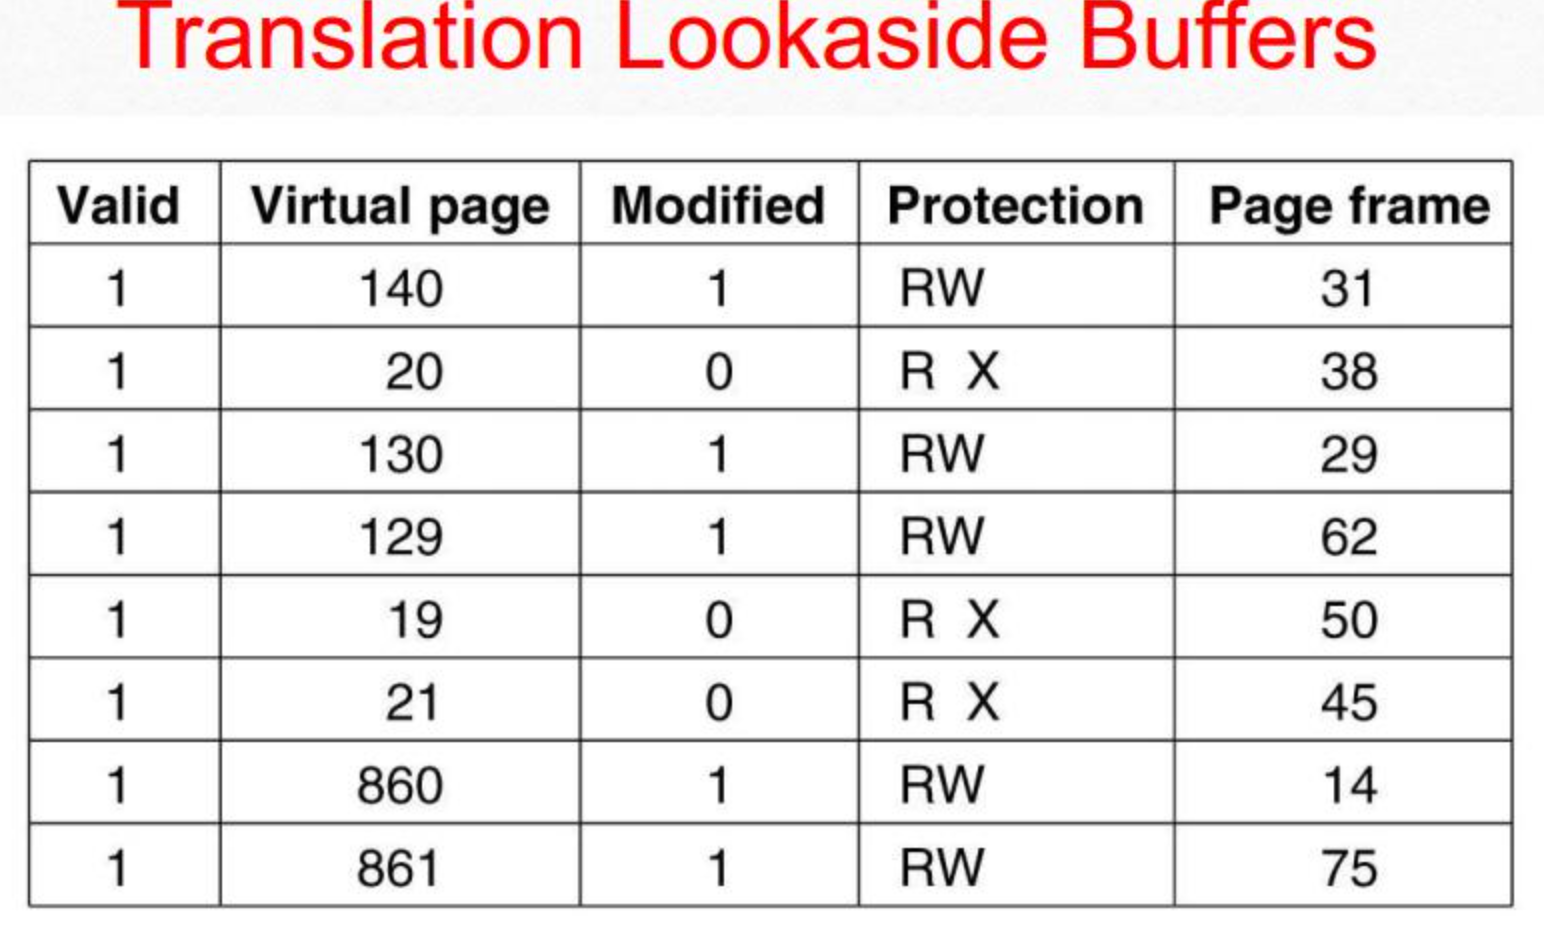 Translation Lookaside Buffers
Valid Virtual page Modified Protection Page frame
1 140 1 RW 31
1 20 0 R X 38
1 130 1 RW 29
1 129 1 RW 62
1 19 0 R X 50
1 21 0 R X 45
1 860 1 RW 14
1 861 1 RW 75